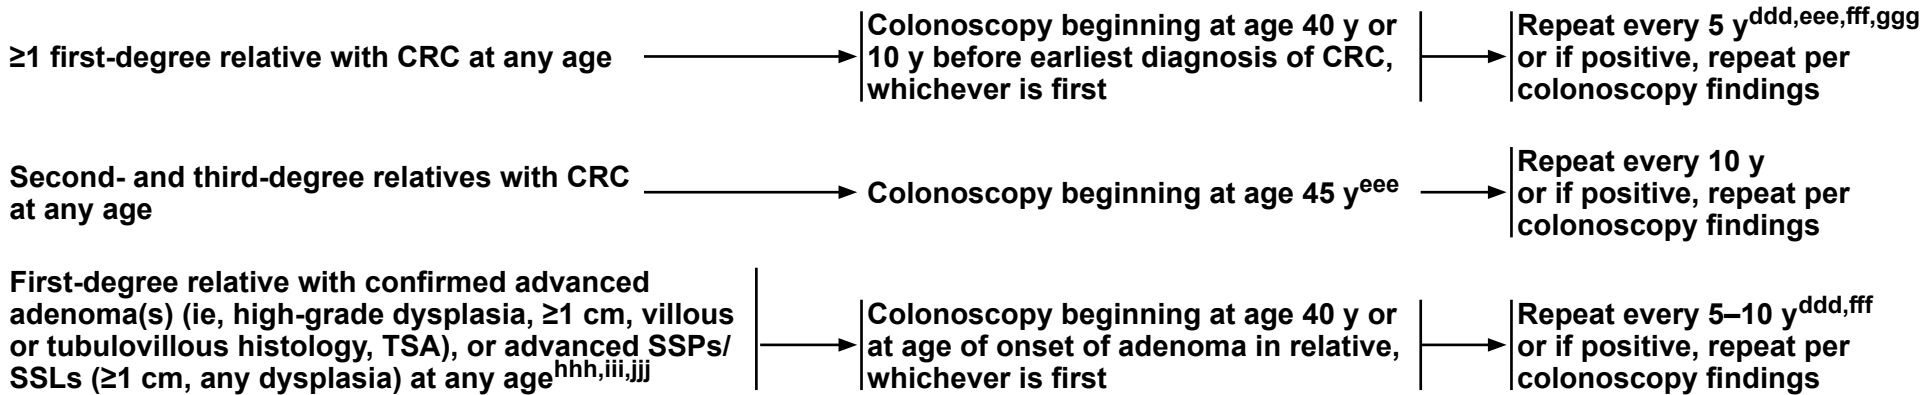 ≥1 first-degree relative with CRC at any age
Colonoscopy beginning at age 40 y or
10 y before earliest diagnosis of CRC,
whichever is first
Repeat every 5 yddd,eee,fff,ggg
or if positive, repeat per
colonoscopy findings
Second- and third-degree relatives with CRC
at any age
Colonoscopy beginning at age 45 yeee
Repeat every 10 y
or if positive, repeat per
colonoscopy findings
First-degree relative with confirmed advanced
adenoma(s) (ie, high-grade dysplasia, ≥1 cm, villous
or tubulovillous histology, TSA), or advanced SSPs/
SSLs (≥1 cm, any dysplasia) at any agehhh,iii,jjj
Colonoscopy beginning at age 40 y or
at age of onset of adenoma in relative,
whichever is first
Repeat every 5–10 yddd,fff
or if positive, repeat per
colonoscopy findings